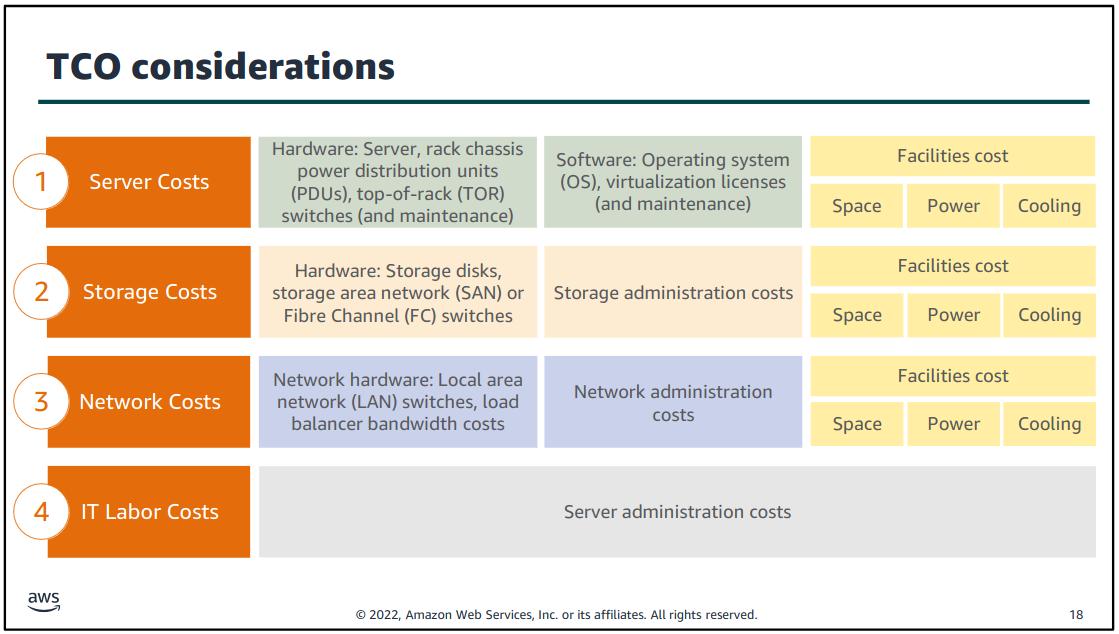 TCO considerations
1
Server Costs
Hardware: Server, rack chassis
power distribution units
(PDUs), top-of-rack (TOR)
switches (and maintenance)
Software: Operating system
(OS), virtualization licenses
(and maintenance)
Facilities cost
Space
Power
Cooling
2
Storage Costs
Hardware: Storage disks,
storage area network (SAN) or
Fibre Channel (FC) switches
Storage administration costs
Facilities cost
Space
Power
Cooling
3
Network Costs
Network hardware: Local area
network (LAN) switches, load
balancer bandwidth costs
Network administration
costs
Facilities cost
Space
Power
Cooling
4
IT Labor Costs
Server administration costs
aws
© 2022, Amazon Web Services, Inc. or its affiliates. All rights reserved.
18